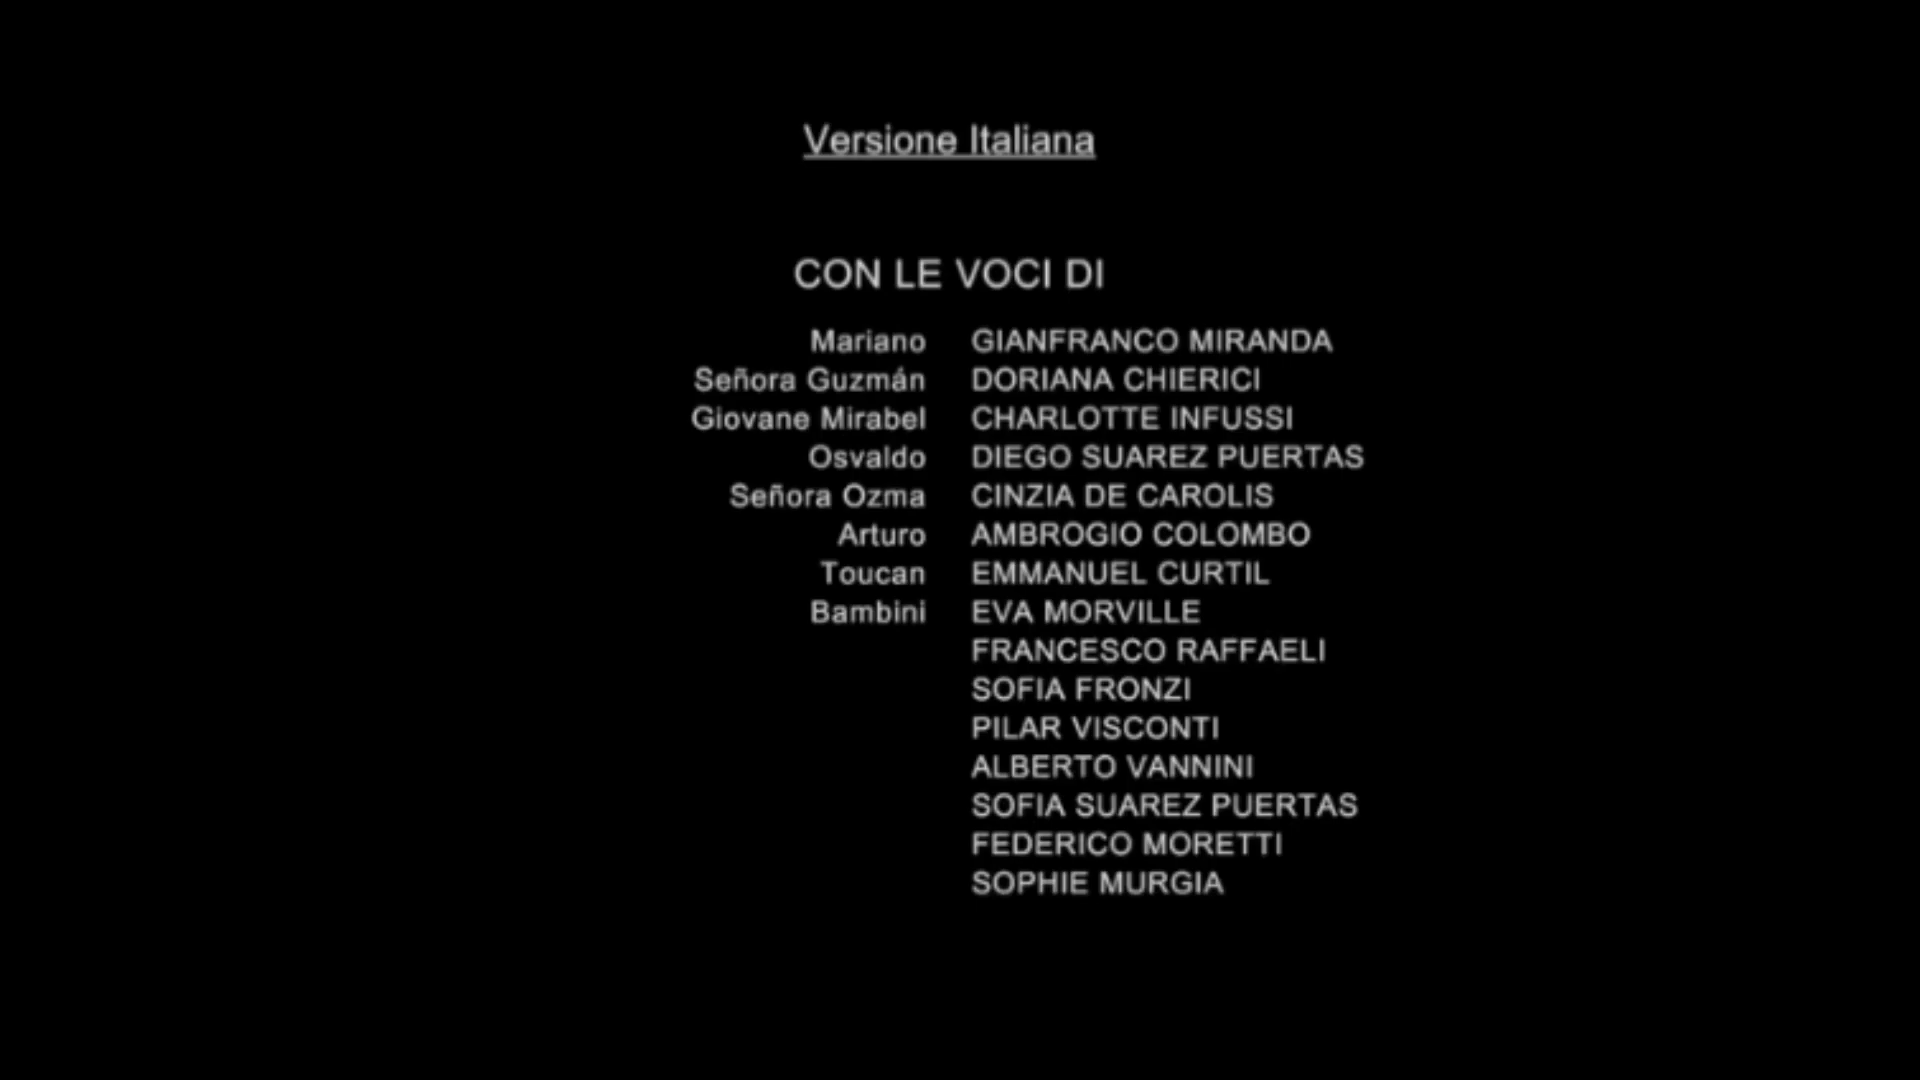 Versione Italiana
CON LE VOCI DI
Mariano GIANFRANCO MIRANDA
Señora Guzmán DORIANA CHIERICI
Giovane Mirabel CHARLOTTE INFUSSI
Osvaldo DIEGO SUAREZ PUERTAS
Señora Ozma CINZIA DE CAROLIS
Arturo AMBROGIO COLOMBO
Toucan EMMANUEL CURTIL
Bambini EVA MORVILLE
FRANCESCO RAFFAELI
SOFIA FRONZI
PILAR VISCONTI
ALBERTO VANNINI
SOFIA SUAREZ PUERTAS
FEDERICO MORETTI
SOPHIE MURGIA